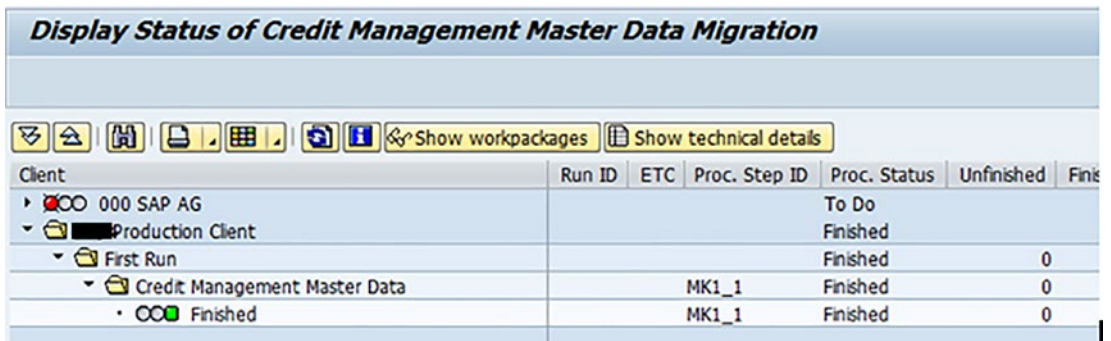 Display Status of Credit Management Master Data Migration
Show workpackages Show technical details
Client Run ID ETC Proc. Step ID Proc. Status Unfinished Finis
000 SAP AG To Do
Production Client Finished
First Run Finished 0
Credit Management Master Data MK1_1 Finished 0
Finished MK1_1 Finished 0